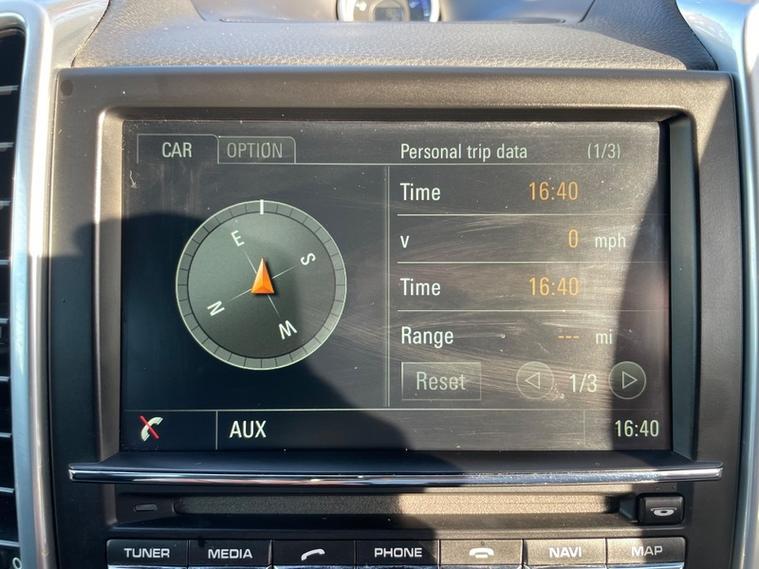 CAR OPTION Personal trip data (1/3)
Time 16:40
v 0 mph
Time 16:40
Range --- mi
Reset 1/3
E
S
N
W
AUX 16:40
TUNER MEDIA PHONE NAVI MAP